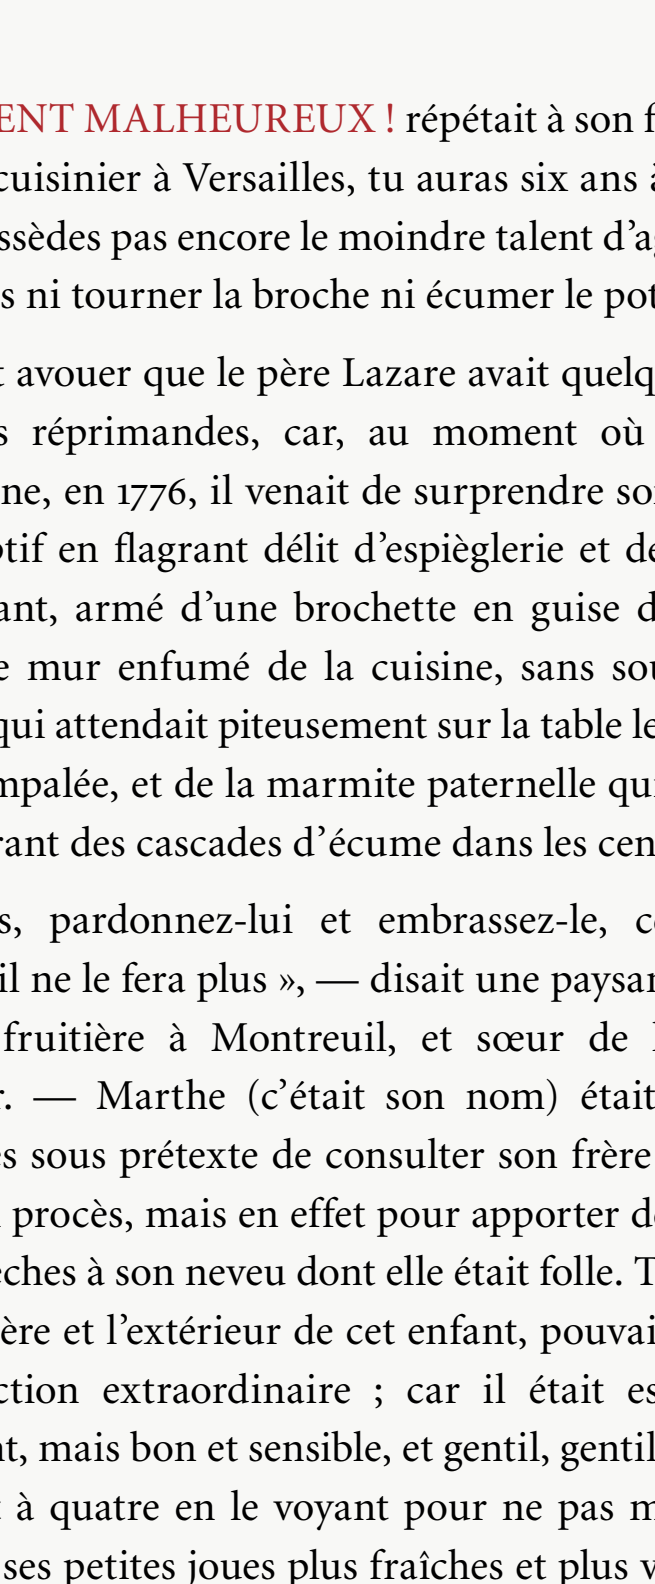 ENT MALHEUREUX ! répétait à son f
cuisinier à Versailles, tu auras six ans à
ssèdes pas encore le moindre talent d’a
s ni tourner la broche ni écumer le pot
t avouer que le père Lazare avait quelq
s réprimandes, car, au moment où
ne, en 1776, il venait de surprendre so
tif en flagrant délit d’espièglerie et de
ant, armé d’une brochette en guise d
e mur enfumé de la cuisine, sans sou
qui attendait piteusement sur la table le
mpalée, et de la marmite paternelle qui
rant des cascades d’écume dans les cen
s, pardonnez-lui et embrassez-le, c
il ne le fera plus », — disait une paysan
fruitière à Montreuil, et sœur de l
r. — Marthe (c’était son nom) était
es sous prétexte de consulter son frère
procès, mais en effet pour apporter d
êches à son neveu dont elle était folle. T
ère et l’extérieur de cet enfant, pouvai
ction extraordinaire ; car il était es
nt, mais bon et sensible, et gentil, gentil
t à quatre en le voyant pour ne pas m
ses petites joues plus fraîches et plus v